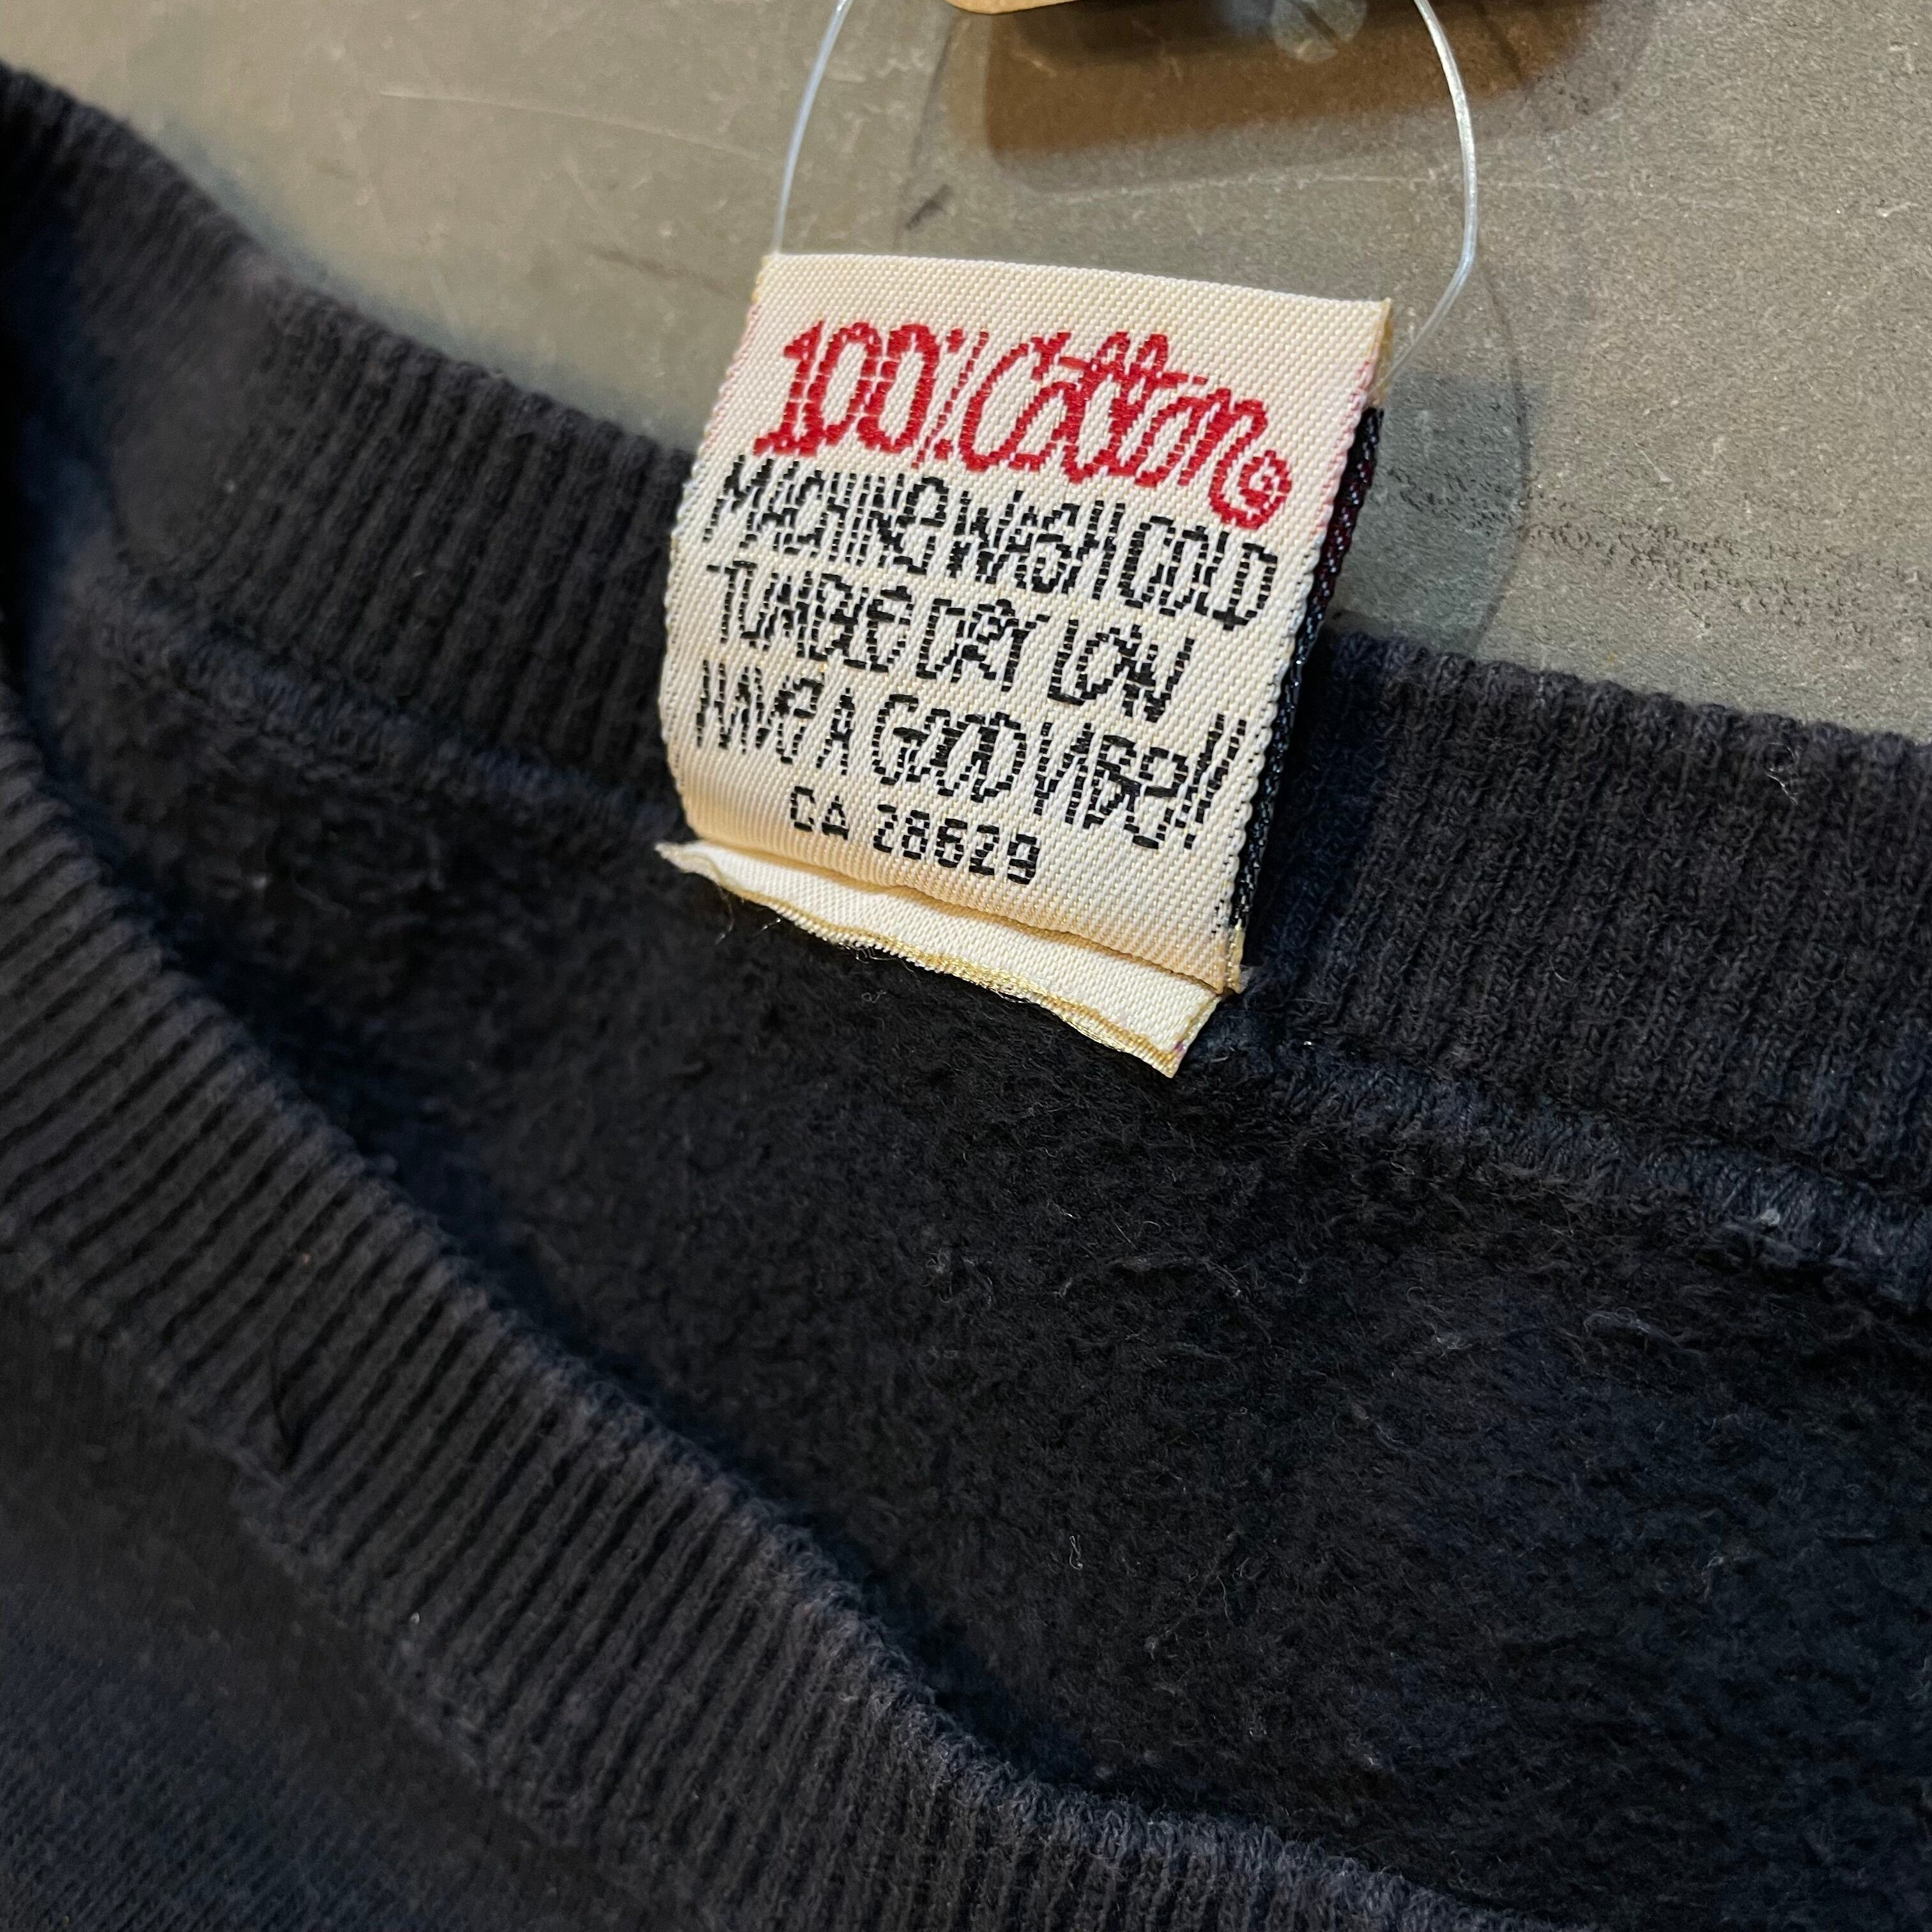 100% Cotton ©
MACHINE WASH COLD
TUMBLE DRY LOW
HAVE A GOOD VIBE!!
CA 28629